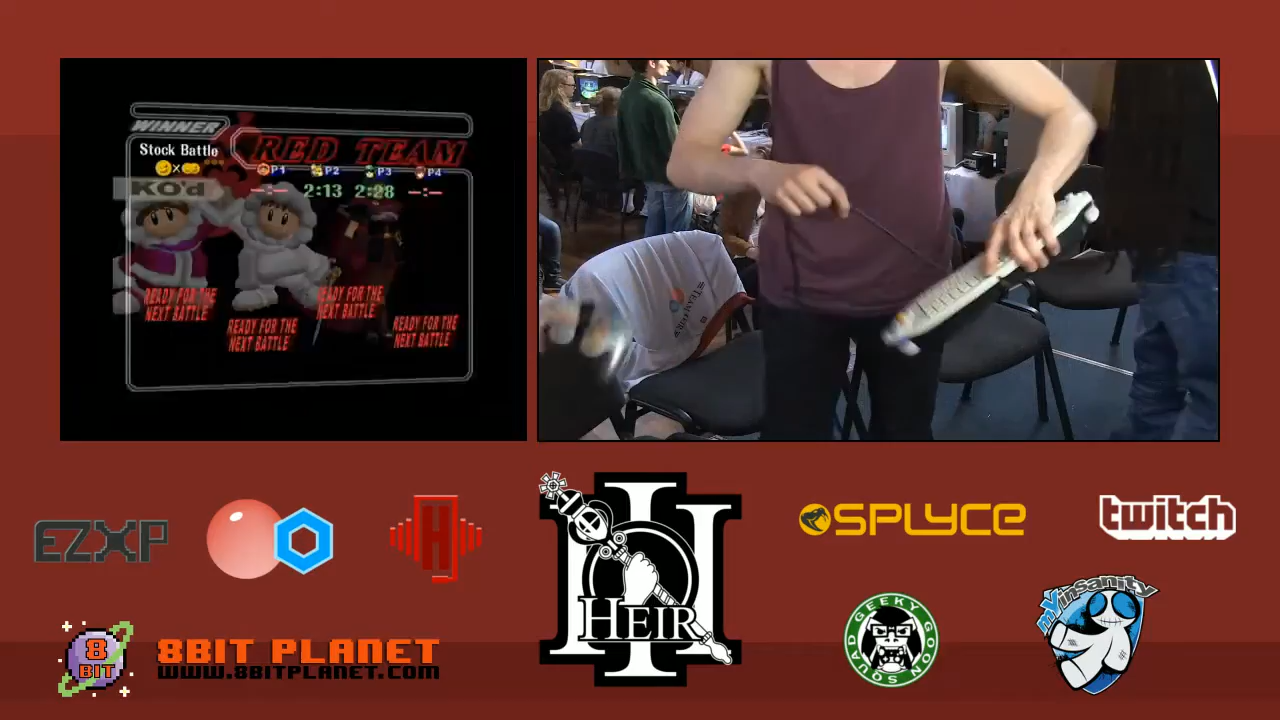 WINNER
RED TEAM
Stock Battle
P1 P2 P3 P4
KO'd
-:- 2:13 2:28 -:-
READY FOR THE
NEXT BATTLE
READY FOR THE
NEXT BATTLE
READY FOR THE
NEXT BATTLE
READY FOR THE
NEXT BATTLE
EZXP
H
HEIR
III
SPLYCE
twitch
8 BIT
8BIT PLANET
WWW.8BITPLANET.COM
GEEKY GOON SQUAD
myinsanity